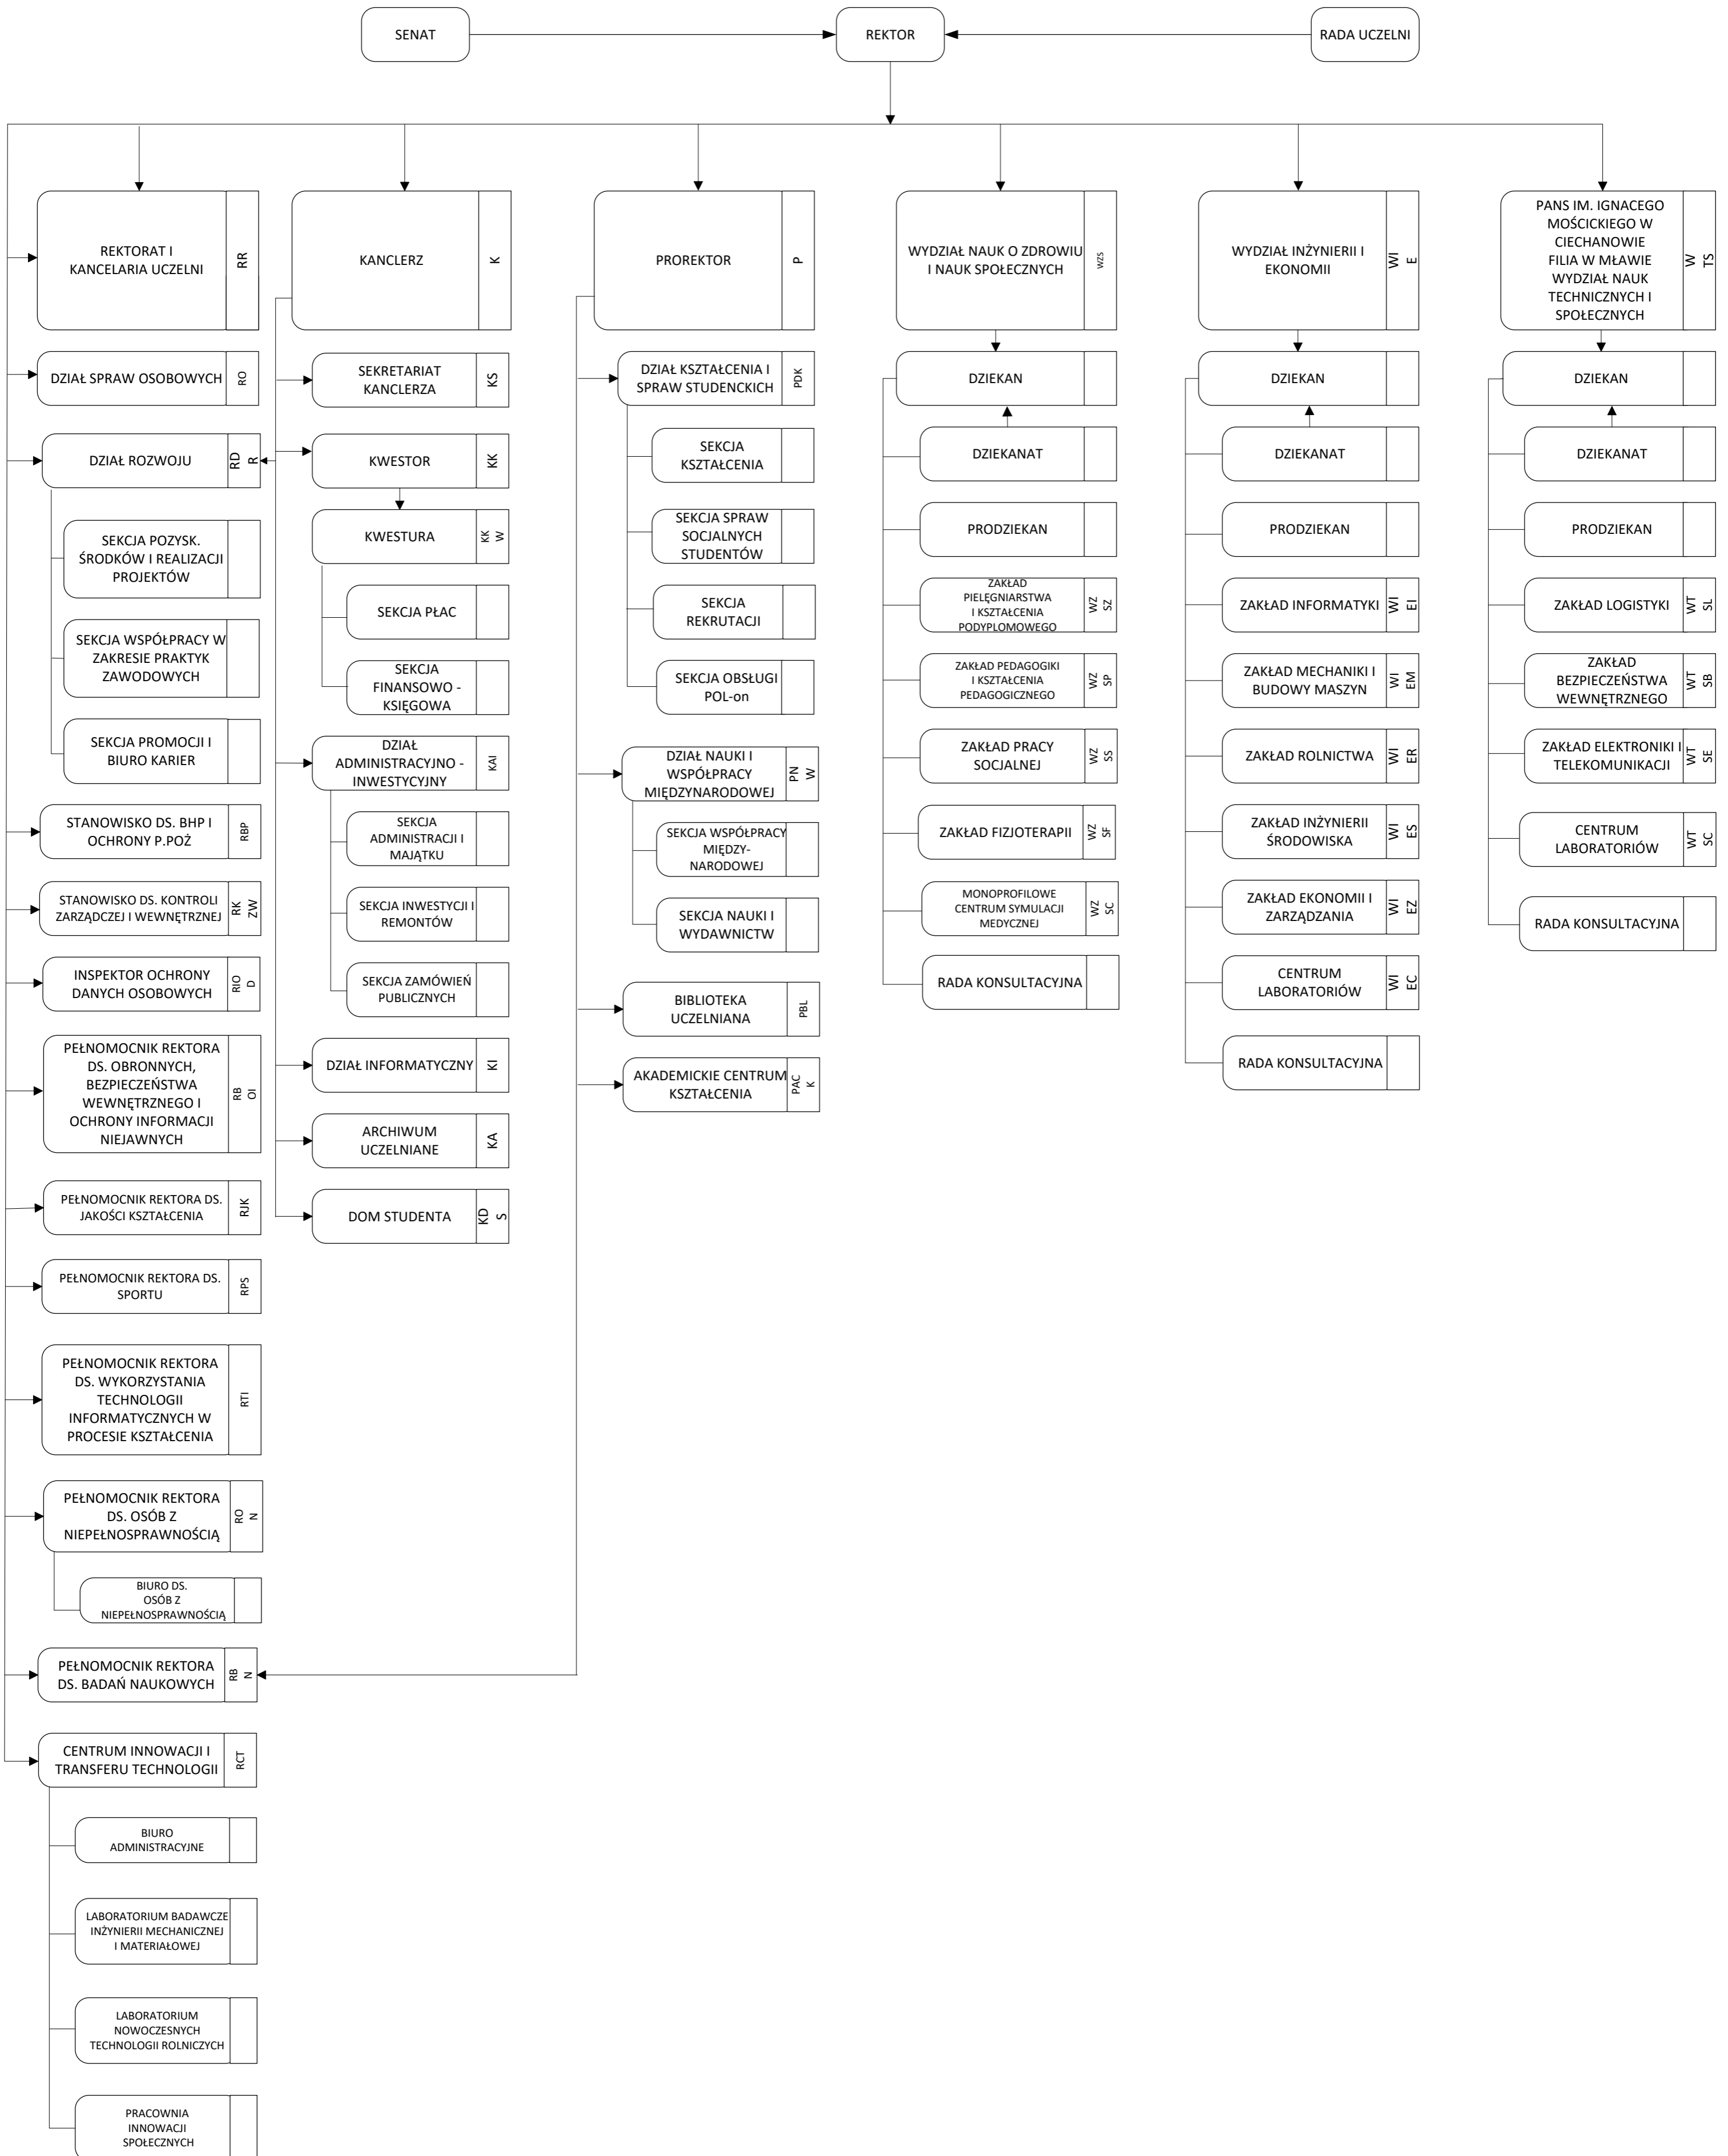 SENAT
REKTOR
RADA UCZELNI
REKTORAT I
KANCELARIA UCZELNI
RR
DZIAŁ SPRAW OSOBOWYCH
RO
DZIAŁ ROZWOJU
RD
R
SEKCJA POZYSK.
ŚRODKÓW I REALIZACJI
PROJEKTÓW
SEKCJA WSPÓŁPRACY W
ZAKRESIE PRAKTYK
ZAWODOWYCH
SEKCJA PROMOCJI I
BIURO KARIER
STANOWISKO DS. BHP I
OCHRONY P.POŻ
RBP
STANOWISKO DS. KONTROLI
ZARZĄDCZEJ I WEWNĘTRZNEJ
RK
ZW
INSPEKTOR OCHRONY
DANYCH OSOBOWYCH
RIO
D
PEŁNOMOCNIK REKTORA
DS. OBRONNYCH,
BEZPIECZEŃSTWA
WEWNĘTRZNEGO I
OCHRONY INFORMACJI
NIEJAWNYCH
RB
OI
PEŁNOMOCNIK REKTORA DS.
JAKOŚCI KSZTAŁCENIA
RJK
PEŁNOMOCNIK REKTORA DS.
SPORTU
RPS
PEŁNOMOCNIK REKTORA
DS. WYKORZYSTANIA
TECHNOLOGII
INFORMATYCZNYCH W
PROCESIE KSZTAŁCENIA
RTI
PEŁNOMOCNIK REKTORA
DS. OSÓB Z
NIEPEŁNOSPRAWNOŚCIĄ
RO
N
BIURO DS.
OSÓB Z
NIEPEŁNOSPRAWNOŚCIĄ
PEŁNOMOCNIK REKTORA
DS. BADAŃ NAUKOWYCH
RB
N
CENTRUM INNOWACJI I
TRANSFERU TECHNOLOGII
RCT
BIURO
ADMINISTRACYJNE
LABORATORIUM BADAWCZE
INŻYNIERII MECHANICZNEJ
I MATERIAŁOWEJ
LABORATORIUM
NOWOCZESNYCH
TECHNOLOGII ROLNICZYCH
PRACOWNIA
INNOWACJI
SPOŁECZNYCH
KANCLERZ
K
SEKRETARIAT
KANCLERZA
KS
KWESTOR
KK
KWESTURA
KK
W
SEKCJA PŁAC
SEKCJA
FINANSOWO -
KSIĘGOWA
DZIAŁ
ADMINISTRACYJNO -
INWESTYCYJNY
KAI
SEKCJA
ADMINISTRACJI I
MAJĄTKU
SEKCJA INWESTYCJI I
REMONTÓW
SEKCJA ZAMÓWIEŃ
PUBLICZNYCH
DZIAŁ INFORMATYCZNY
KI
ARCHIWUM
UCZELNIANE
KA
DOM STUDENTA
KD
S
PROREKTOR
P
DZIAŁ KSZTAŁCENIA I
SPRAW STUDENCKICH
PDK
SEKCJA
KSZTAŁCENIA
SEKCJA SPRAW
SOCJALNYCH
STUDENTÓW
SEKCJA
REKRUTACJI
SEKCJA OBSŁUGI
POL-on
DZIAŁ NAUKI I
WSPÓŁPRACY
MIĘDZYNARODOWEJ
PN
W
SEKCJA WSPÓŁPRACY
MIĘDZY-
NARODOWEJ
SEKCJA NAUKI I
WYDAWNICTW
BIBLIOTEKA
UCZELNIANA
PBL
AKADEMICKIE CENTRUM
KSZTAŁCENIA
PAC
K
WYDZIAŁ NAUK O ZDROWIU
I NAUK SPOŁECZNYCH
WZS
DZIEKAN
DZIEKANAT
PRODZIEKAN
ZAKŁAD
PIELĘGNIARSTWA
I KSZTAŁCENIA
PODYPLOMOWEGO
WZ
SZ
ZAKŁAD PEDAGOGIKI
I KSZTAŁCENIA
PEDAGOGICZNEGO
WZ
SP
ZAKŁAD PRACY
SOCJALNEJ
WZ
SS
ZAKŁAD FIZJOTERAPII
WZ
SF
MONOPROFILOWE
CENTRUM SYMULACJI
MEDYCZNEJ
WZ
SC
RADA KONSULTACYJNA
WYDZIAŁ INŻYNIERII I
EKONOMII
WI
E
DZIEKAN
DZIEKANAT
PRODZIEKAN
ZAKŁAD INFORMATYKI
WI
EI
ZAKŁAD MECHANIKI I
BUDOWY MASZYN
WI
EM
ZAKŁAD ROLNICTWA
WI
ER
ZAKŁAD INŻYNIERII
ŚRODOWISKA
WI
ES
ZAKŁAD EKONOMII I
ZARZĄDZANIA
WI
EZ
CENTRUM
LABORATORIÓW
WI
EC
RADA KONSULTACYJNA
PANS IM. IGNACEGO
MOŚCICKIEGO W
CIECHANOWIE
FILIA W MŁAWIE
WYDZIAŁ NAUK
TECHNICZNYCH I
SPOŁECZNYCH
W
TS
DZIEKAN
DZIEKANAT
PRODZIEKAN
ZAKŁAD LOGISTYKI
WT
SL
ZAKŁAD
BEZPIECZEŃSTWA
WEWNĘTRZNEGO
WT
SB
ZAKŁAD ELEKTRONIKI I
TELEKOMUNIKACJI
WT
SE
CENTRUM
LABORATORIÓW
WT
SC
RADA KONSULTACYJNA